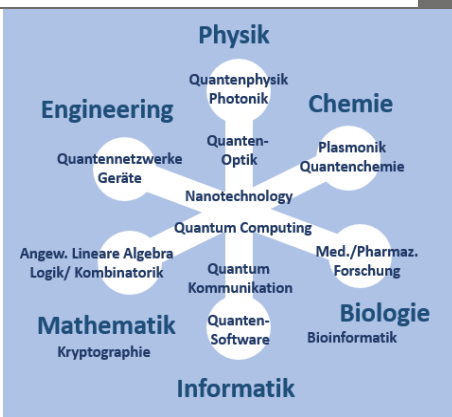 Physik
Quantenphysik
Photonik
Engineering
Chemie
Quanten-
Optik
Quantennetzwerke
Geräte
Plasmonik
Quantenchemie
Nanotechnology
Quantum Computing
Angew. Lineare Algebra
Logik/ Kombinatorik
Med./Pharmaz.
Forschung
Quantum
Kommunikation
Mathematik
Kryptographie
Biologie
Bioinformatik
Quanten-
Software
Informatik